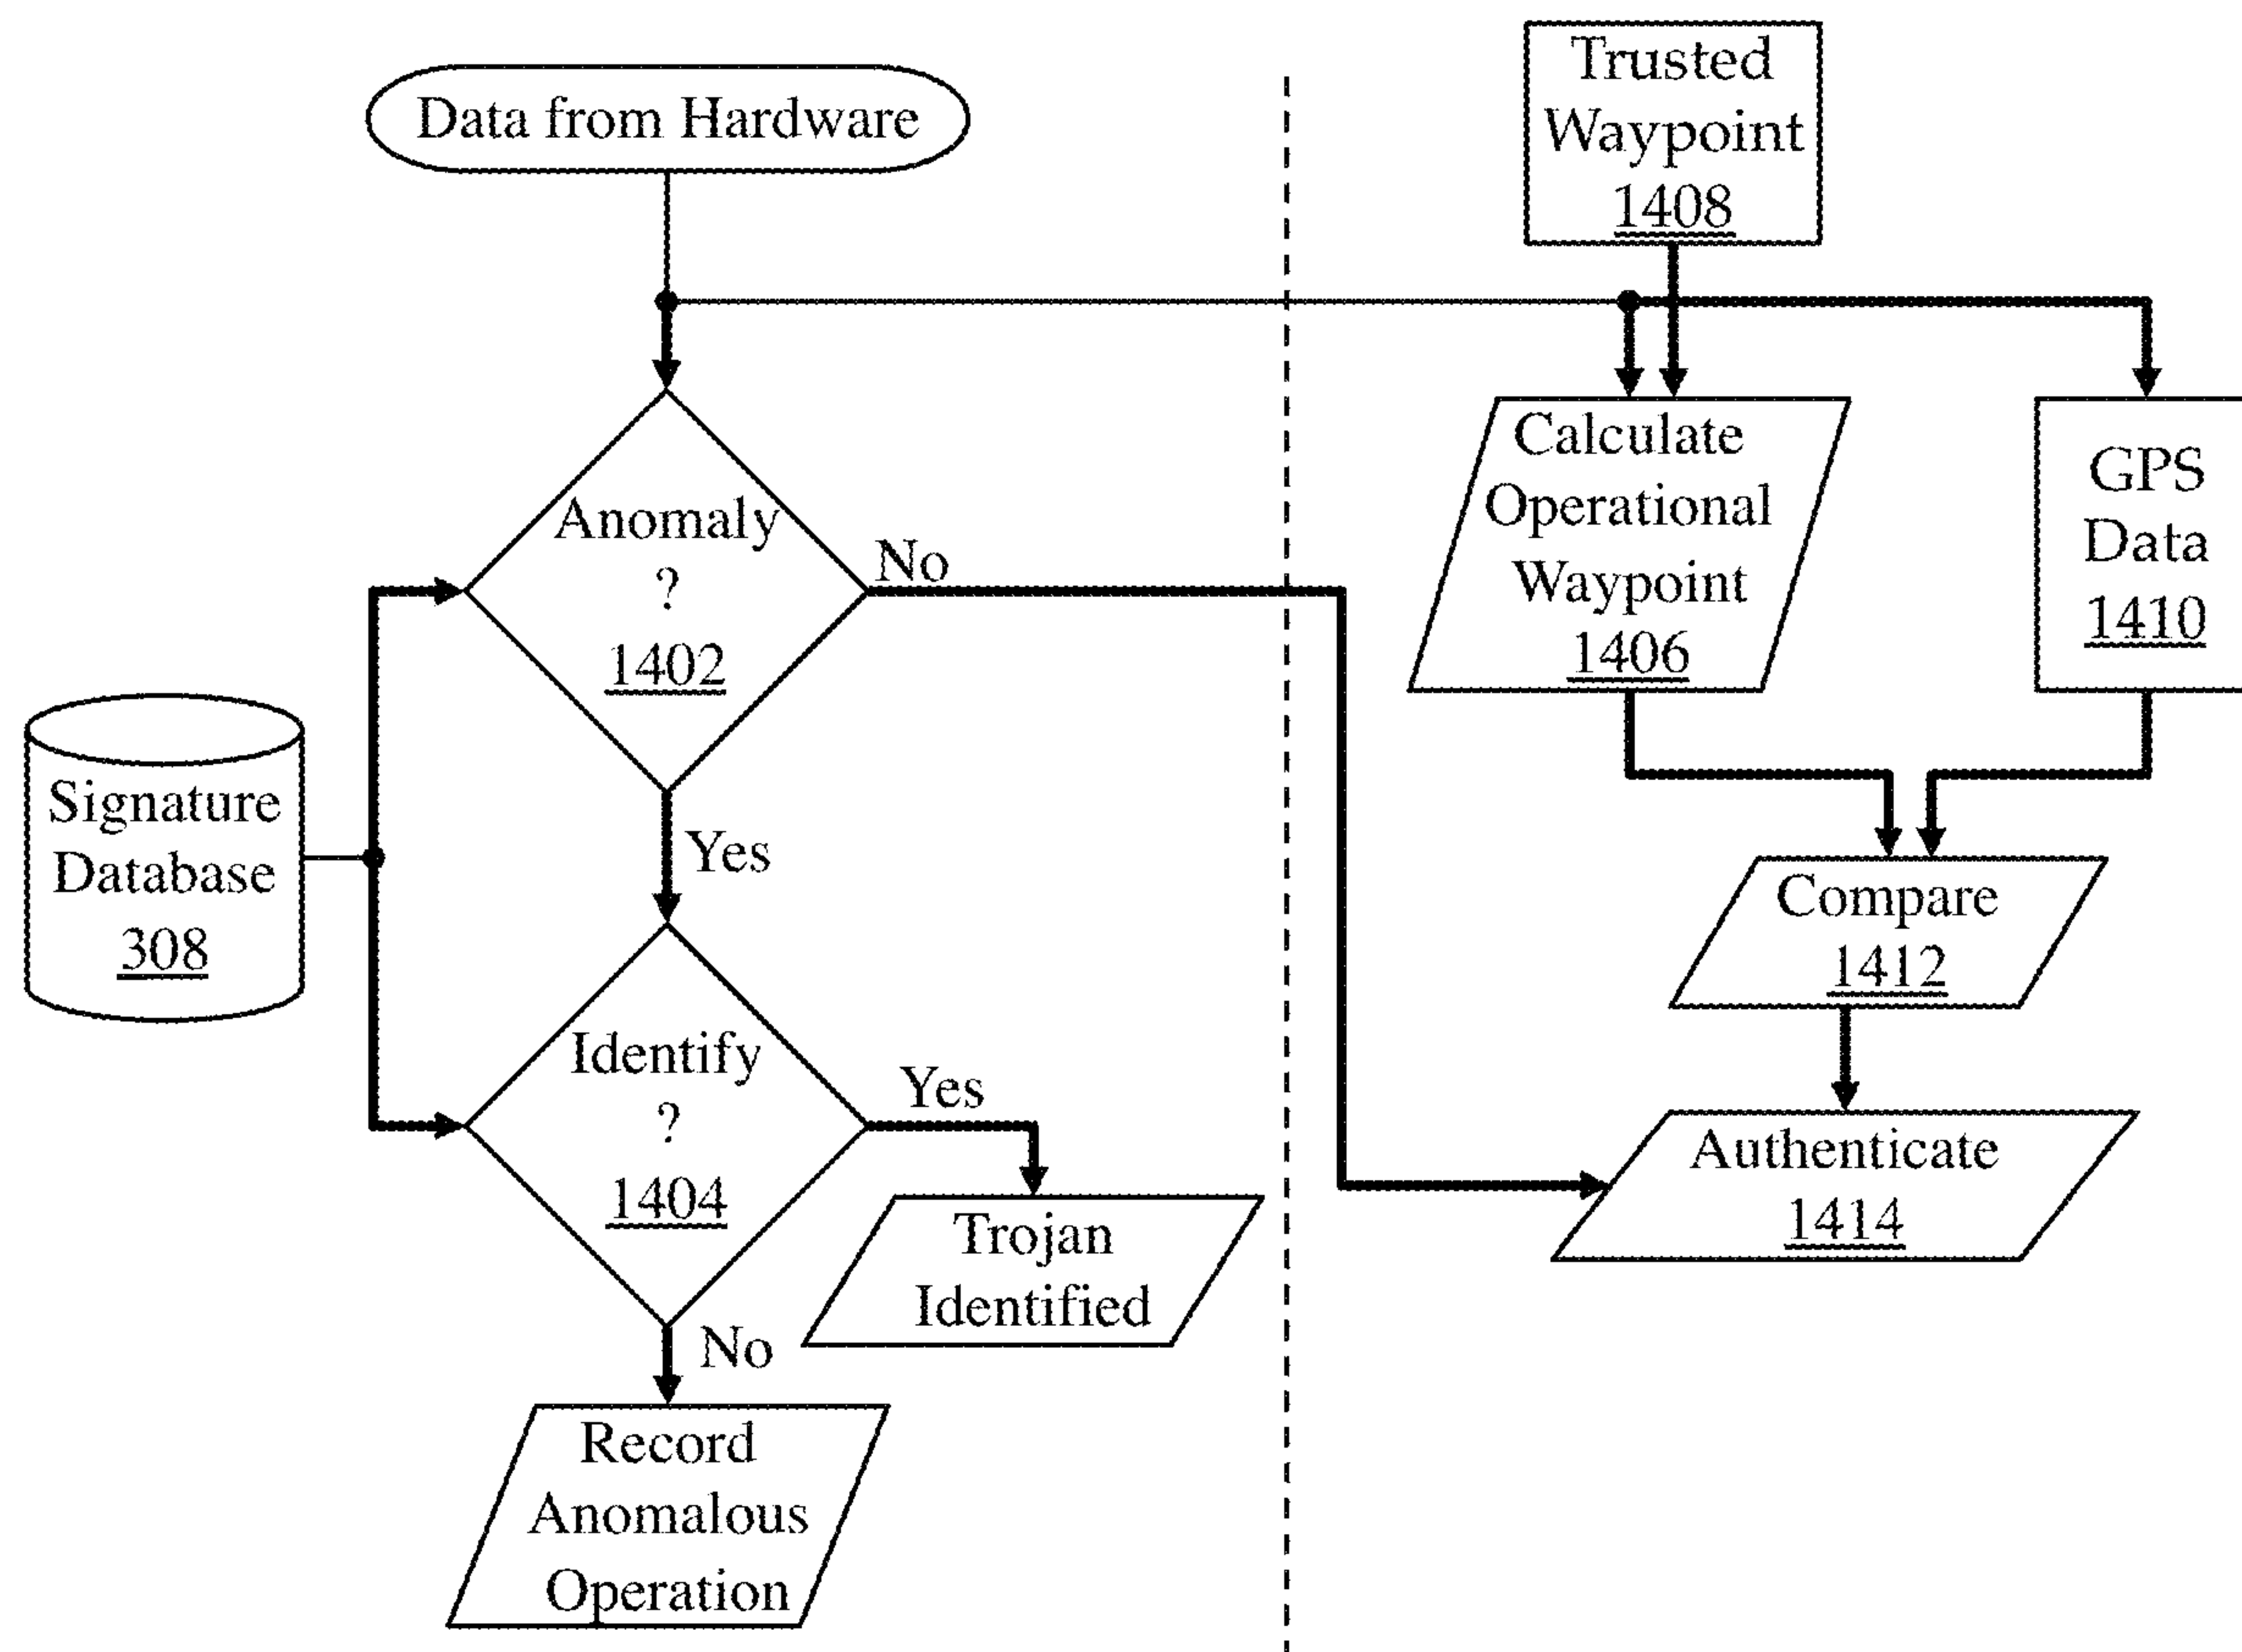 Data from Hardware
Trusted
Waypoint
1408
Anomaly
?
1402
No
Yes
Calculate
Operational
Waypoint
1406
GPS
Data
1410
Signature
Database
308
Compare
1412
Identify
?
1404
Yes
No
Trojan
Identified
Authenticate
1414
Record
Anomalous
Operation